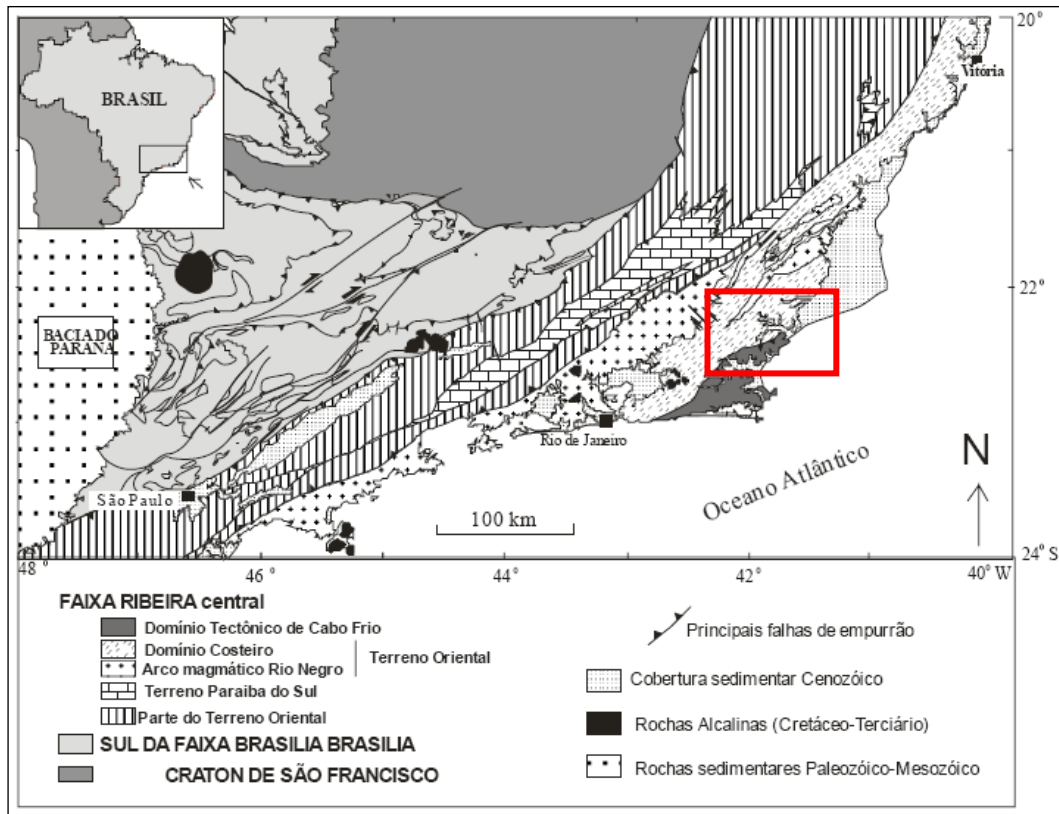 BRASIL
20°
Vitória
22°
BACIA DO
PARANÁ
Rio de Janeiro
Oceano Atlântico
N
São Paulo
100 km
24° S
48°
46°
44°
42°
40° W
FAIXA RIBEIRA central
Domínio Tectónico de Cabo Frio
Domínio Costeiro
Arco magmático Rio Negro
Terreno Oriental
Terreno Paraiba do Sul
Parte do Terreno Oriental
SUL DA FAIXA BRASILIA BRASILIA
CRATON DE SÃO FRANCISCO
Principais falhas de empurrão
Cobertura sedimentar Cenozóico
Rochas Alcalinas (Cretáceo-Terciário)
Rochas sedimentares Paleozóico-Mesozóico